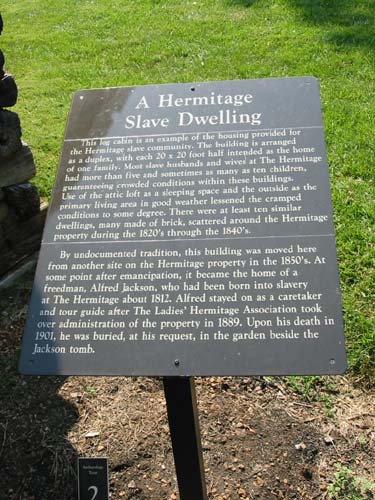 A Hermitage
Slave Dwelling
This log cabin is an example of the housing provided for
the Hermitage slave community. The building is arranged
as a duplex, with each 20 x 20 foot half intended as the home
of one family. Most slave husbands and wives at The Hermitage
had more than five and sometimes as many as ten children,
guaranteeing crowded conditions within these buildings.
Use of the attic loft as a sleeping space and the outside as the
primary living area in good weather lessened the cramped
conditions to some degree. There were at least ten similar
dwellings, many made of brick, scattered around the Hermitage
property during the 1820's through the 1840's.
By undocumented tradition, this building was moved here
from another site on the Hermitage property in the 1850's. At
some point after emancipation, it became the home of a
freedman, Alfred Jackson, who had been born into slavery
at The Hermitage about 1812. Alfred stayed on as a caretaker
and tour guide after The Ladies' Hermitage Association took
over administration of the property in 1889. Upon his death in
1901, he was buried, at his request, in the garden beside the
Jackson tomb.
Tour
2